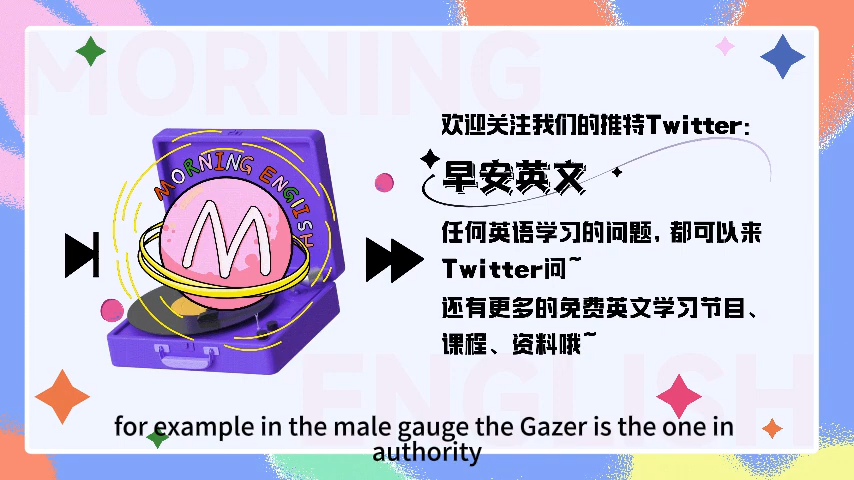 MORNING
欢迎关注我们的推特Twitter:
早安英文
MORNING ENGLISH
M
任何英语学习的问题，都可以来
Twitter问~
还有更多的免费英文学习节目、
课程、资料哦~
ENGLISH
for example in the male gauge the Gazer is the one in
authority